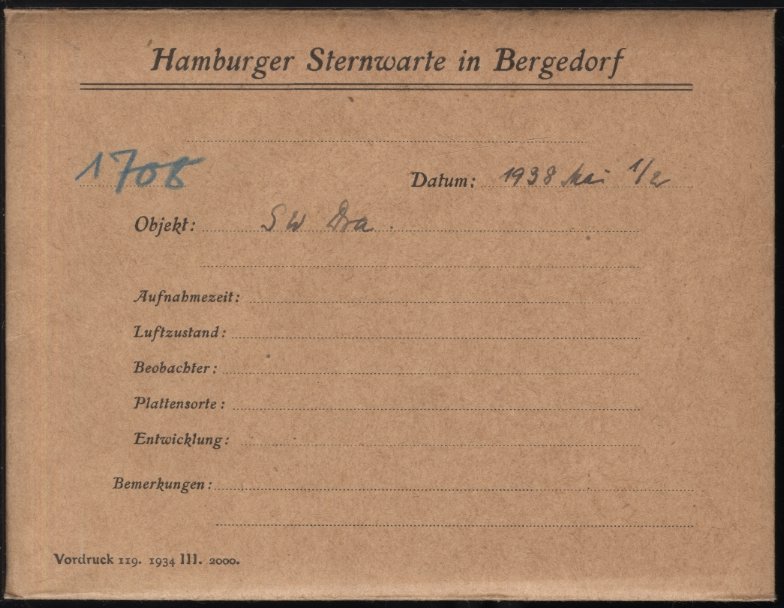 Hamburger Sternwarte in Bergedorf
1708
Datum: 1938 Mai 1/2
Objekt: SW Dra.
Aufnahmezeit:
Luftzustand:
Beobachter:
Plattensorte:
Entwicklung:
Bemerkungen:
Vordruck 119. 1934 III. 2000.